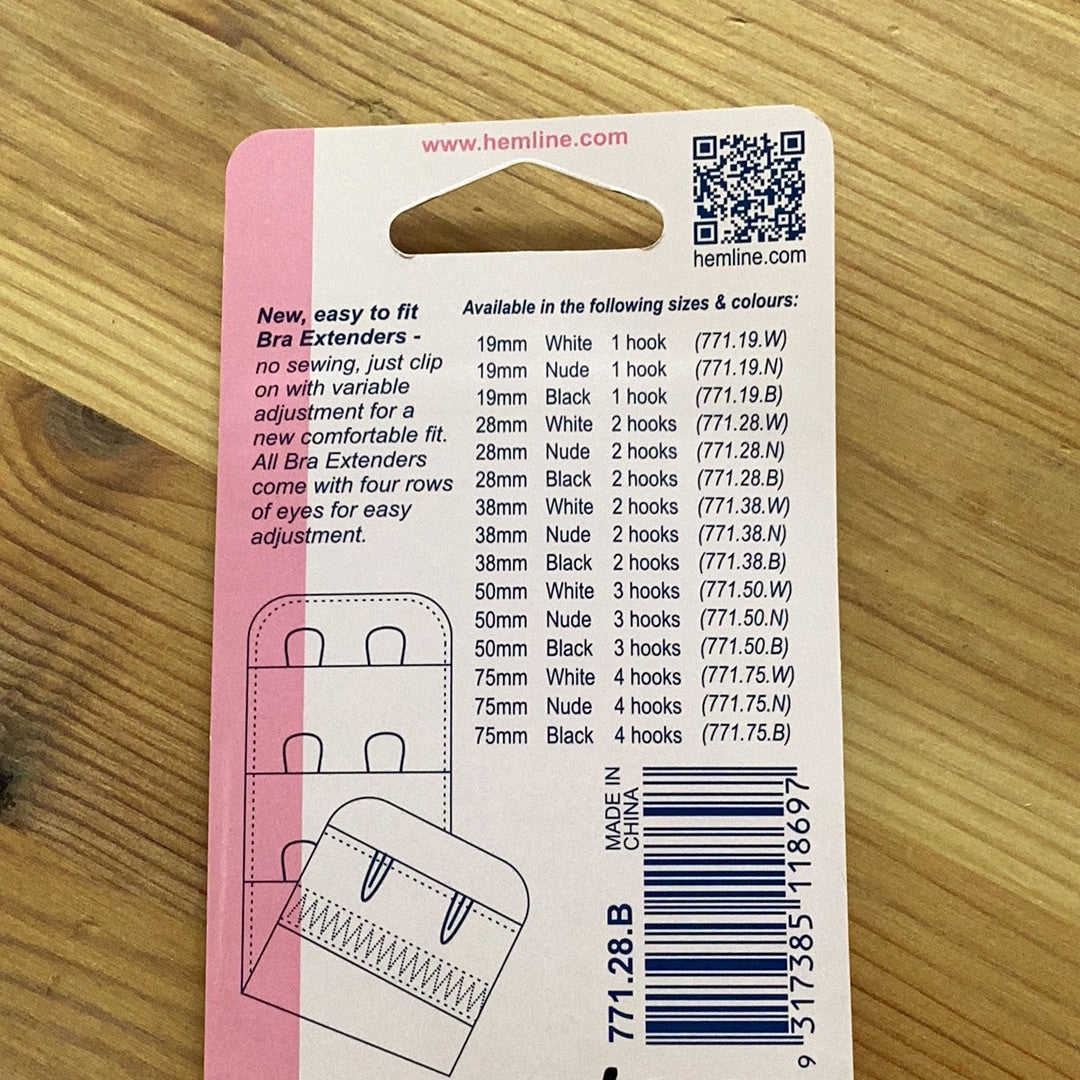 www.hemline.com
hemline.com
New, easy to fit
Bra Extenders -
no sewing, just clip
on with variable
adjustment for a
new comfortable fit.
All Bra Extenders
come with four rows
of eyes for easy
adjustment.
Available in the following sizes & colours:
19mm White 1 hook (771.19.W)
19mm Nude 1 hook (771.19.N)
19mm Black 1 hook (771.19.B)
28mm White 2 hooks (771.28.W)
28mm Nude 2 hooks (771.28.N)
28mm Black 2 hooks (771.28.B)
38mm White 2 hooks (771.38.W)
38mm Nude 2 hooks (771.38.N)
38mm Black 2 hooks (771.38.B)
50mm White 3 hooks (771.50.W)
50mm Nude 3 hooks (771.50.N)
50mm Black 3 hooks (771.50.B)
75mm White 4 hooks (771.75.W)
75mm Nude 4 hooks (771.75.N)
75mm Black 4 hooks (771.75.B)
MADE IN
CHINA
771.28.B
9 317385 118697